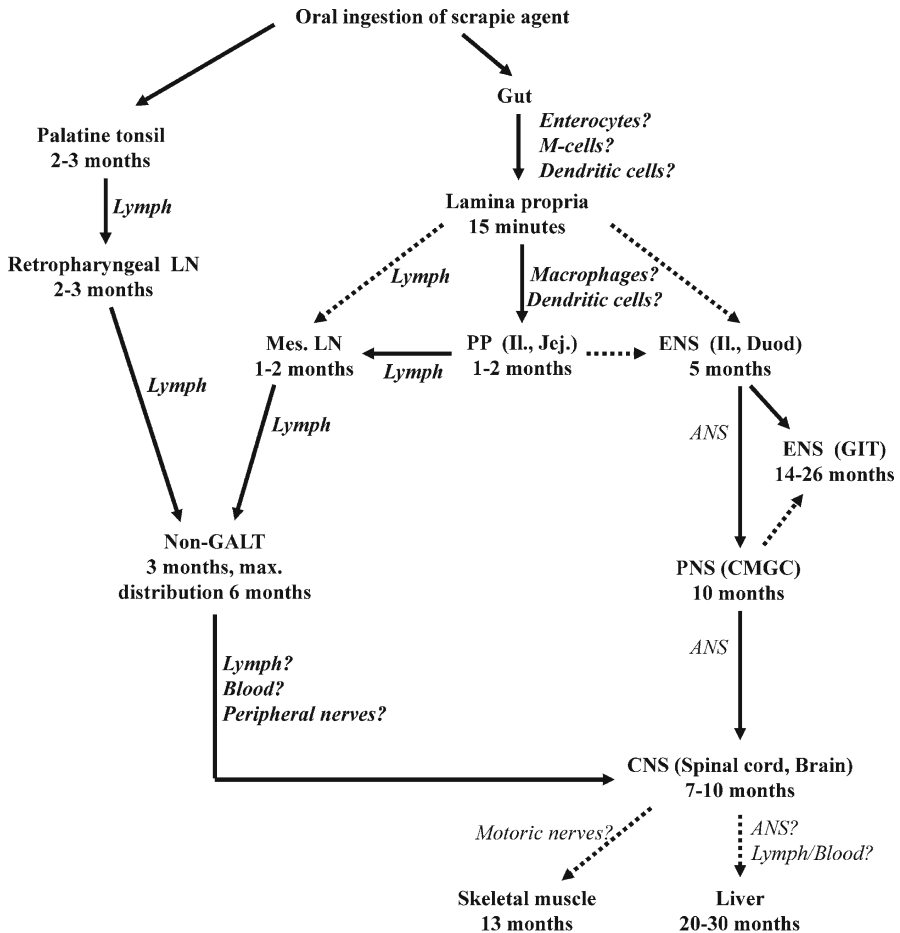 Oral ingestion of scrapie agent
Gut
Enterocytes?
M-cells?
Dendritic cells?
Palatine tonsil
2-3 months
Lymph
Lamina propria
15 minutes
Retropharyngeal LN
2-3 months
Lymph
Macrophages?
Dendritic cells?
Mes. LN
1-2 months
Lymph
PP (Il., Jej.)
1-2 months
ENS (Il., Duod)
5 months
Lymph
Lymph
ANS
ENS (GIT)
14-26 months
Non-GALT
3 months, max.
distribution 6 months
PNS (CMGC)
10 months
ANS
Lymph?
Blood?
Peripheral nerves?
CNS (Spinal cord, Brain)
7-10 months
Motoric nerves?
ANS?
Lymph/Blood?
Skeletal muscle
13 months
Liver
20-30 months